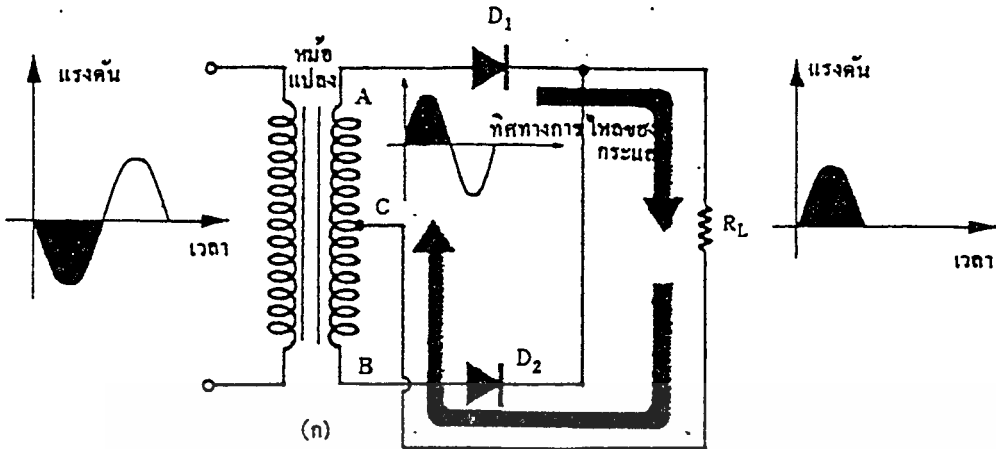 D1
หม้อ
แปลง
แรงดัน
แรงดัน
A
ทิศทางการไหลของ
กระแส
C
RL
เวลา
เวลา
B
D2
(ก)